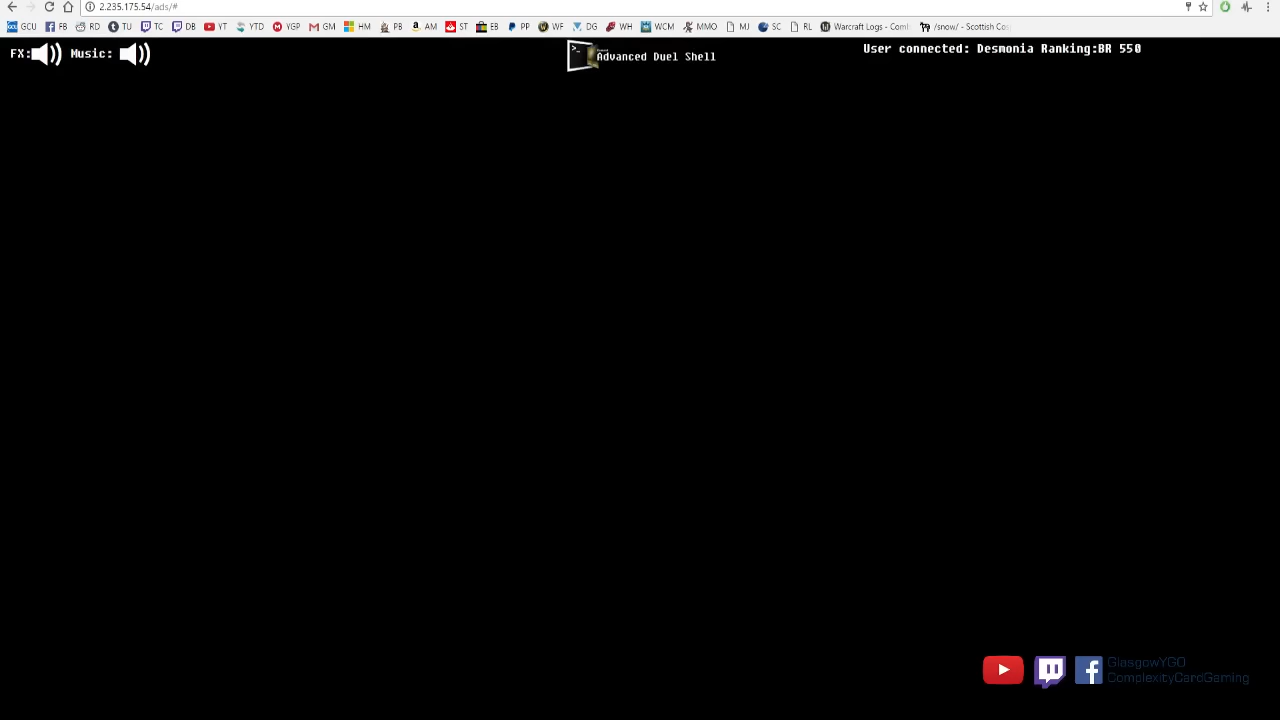 2.235.175.54/ads/#
GCU FB RD TU TC DB YT YTD YGP GM HM PB AM ST EB PP WF DG WH WCM MMO MJ SC RL Warcraft Logs - Com /snow/ - Scottish Co
FX: Music: Advanced Duel Shell User connected: Desmonia Ranking:BR 550
GlasgowYGO
ComplexityCardGaming